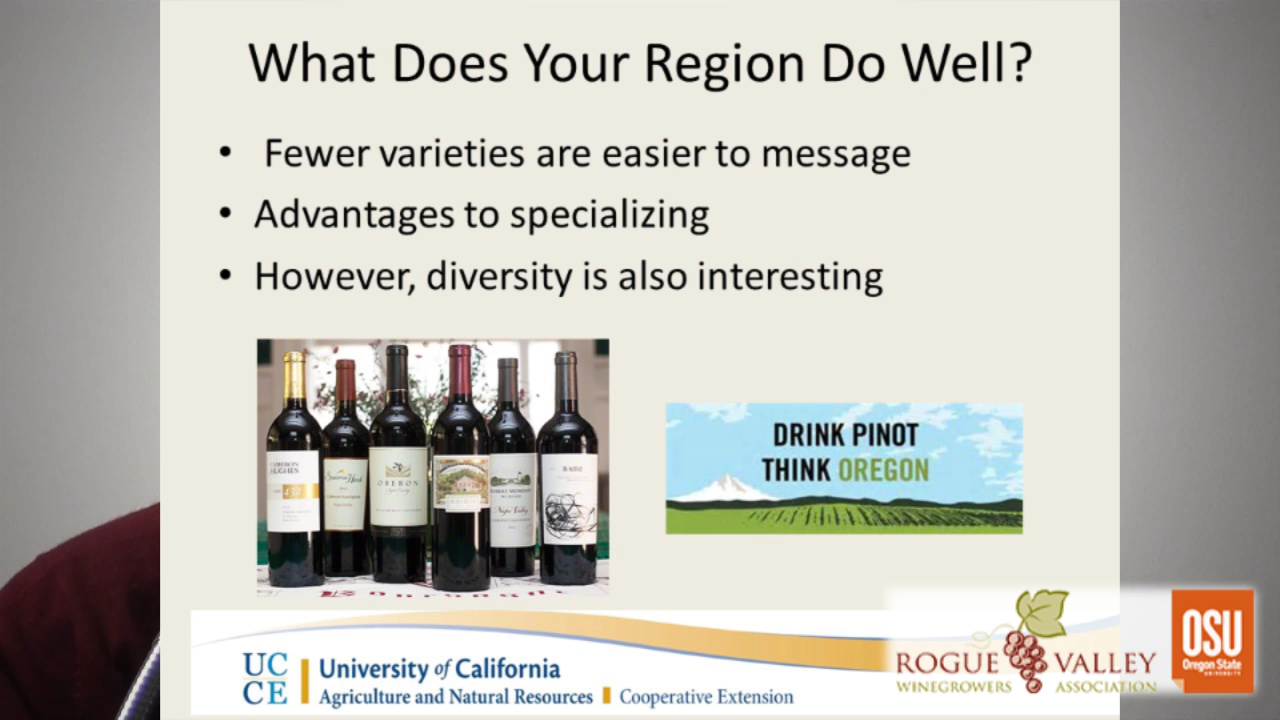 What Does Your Region Do Well?
• Fewer varieties are easier to message
• Advantages to specializing
• However, diversity is also interesting
OBERON
Napa Valley
DRINK PINOT
THINK OREGON
UC
CE
University of California
Agriculture and Natural Resources
Cooperative Extension
ROGUE VALLEY
WINEGROWERS ASSOCIATION
OSU
Oregon State
UNIVERSITY